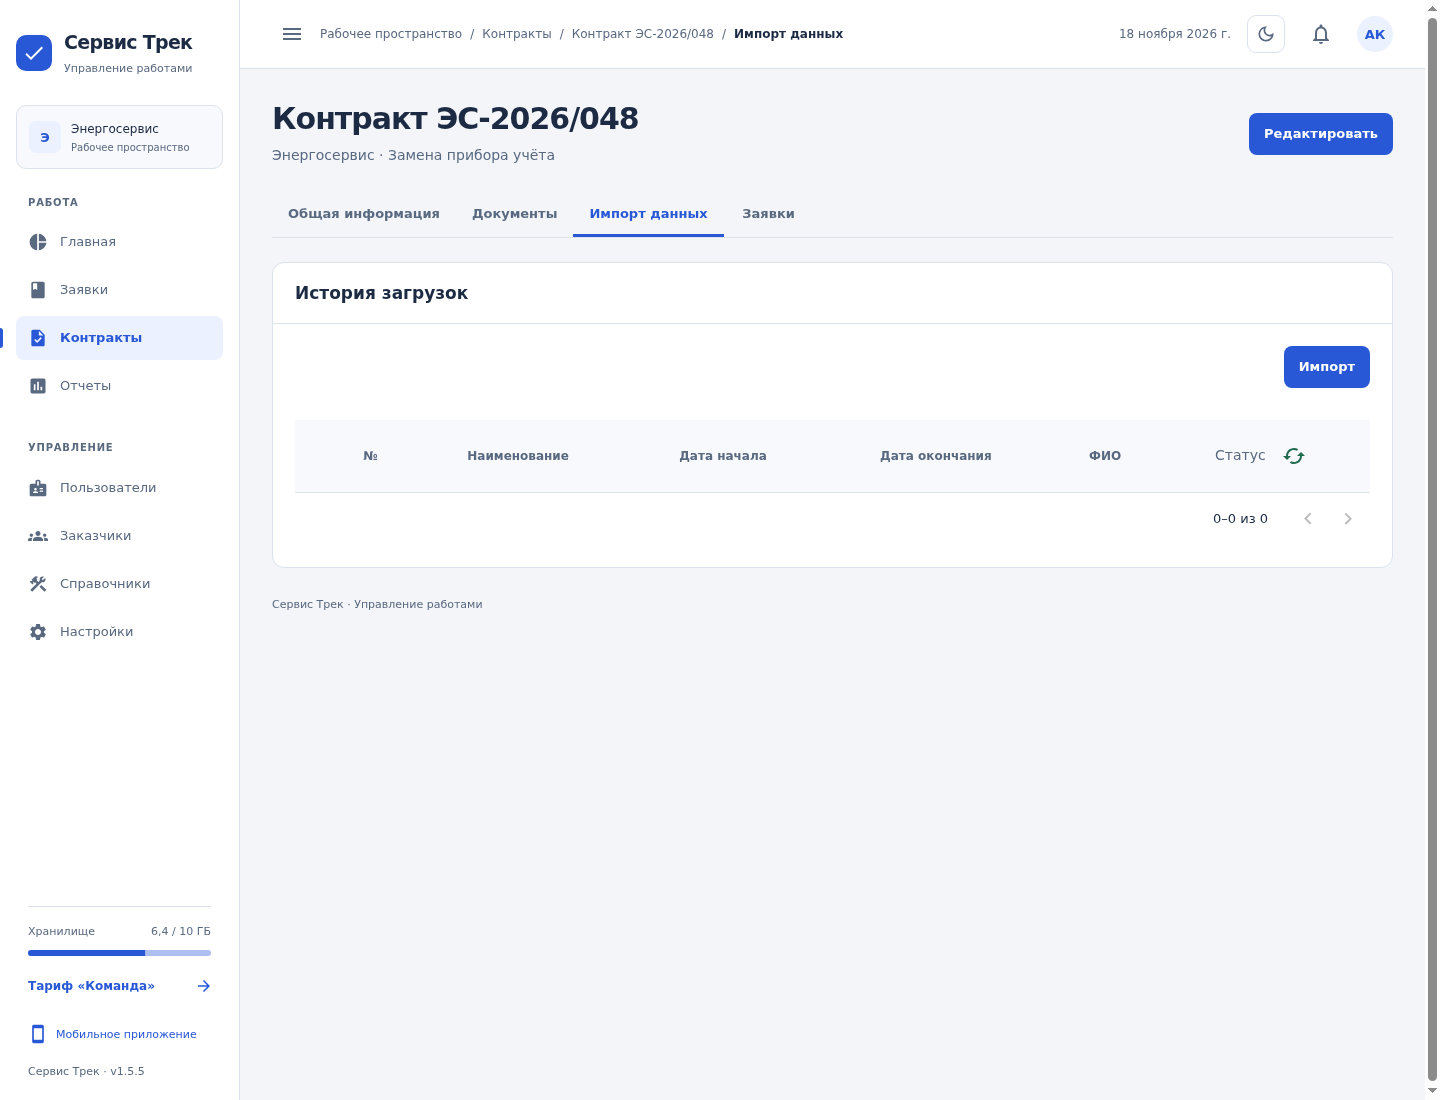 Сервис Трек
Управление работами
Э
Энергосервис
Рабочее пространство
РАБОТА
Главная
Заявки
Контракты
Отчеты
УПРАВЛЕНИЕ
Пользователи
Заказчики
Справочники
Настройки
Хранилище 6,4 / 10 ГБ
Тариф «Команда»
Мобильное приложение
Сервис Трек · v1.5.5
Рабочее пространство / Контракты / Контракт ЭС-2026/048 / Импорт данных
18 ноября 2026 г.
АК
Контракт ЭС-2026/048
Энергосервис · Замена прибора учёта
Редактировать
Общая информация Документы Импорт данных Заявки
История загрузок
Импорт
№ Наименование Дата начала Дата окончания ФИО Статус
0–0 из 0
Сервис Трек · Управление работами